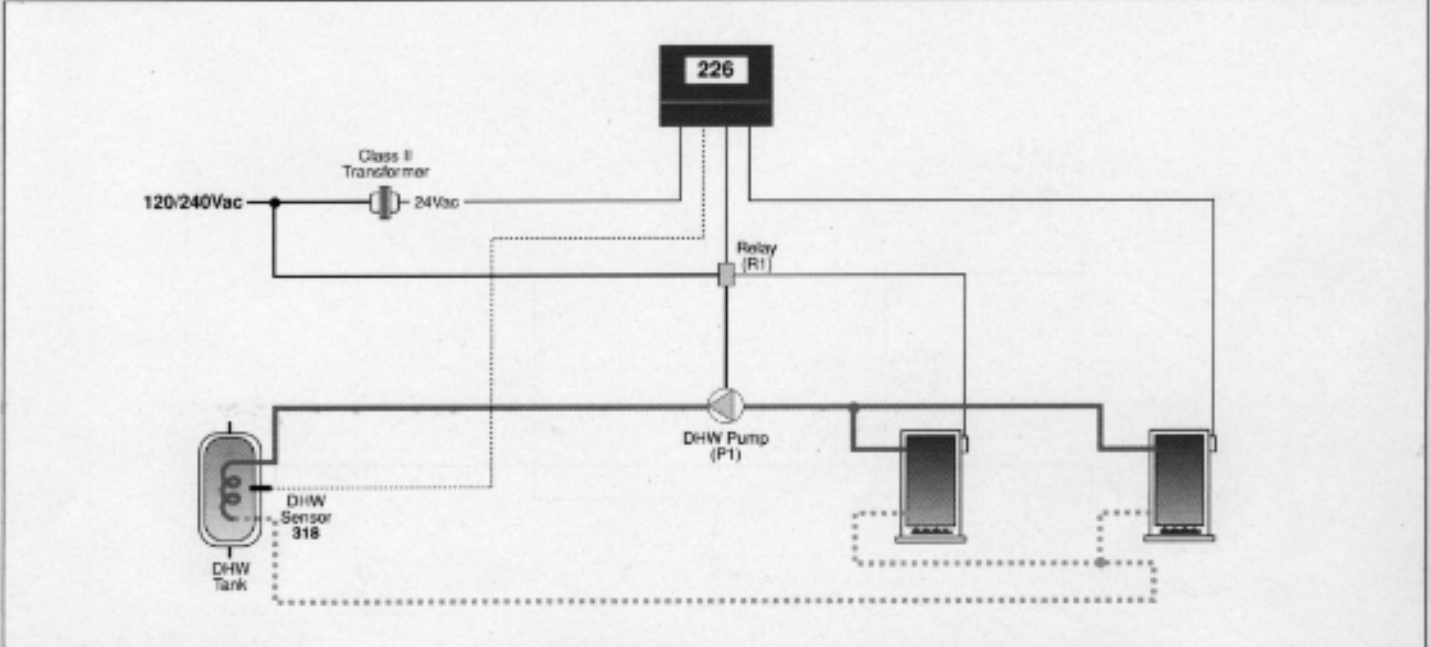 226
Class II
Transformer
120/240Vac
24Vac
Relay
(R1)
DHW Pump
(P1)
DHW
Sensor
318
DHW
Tank